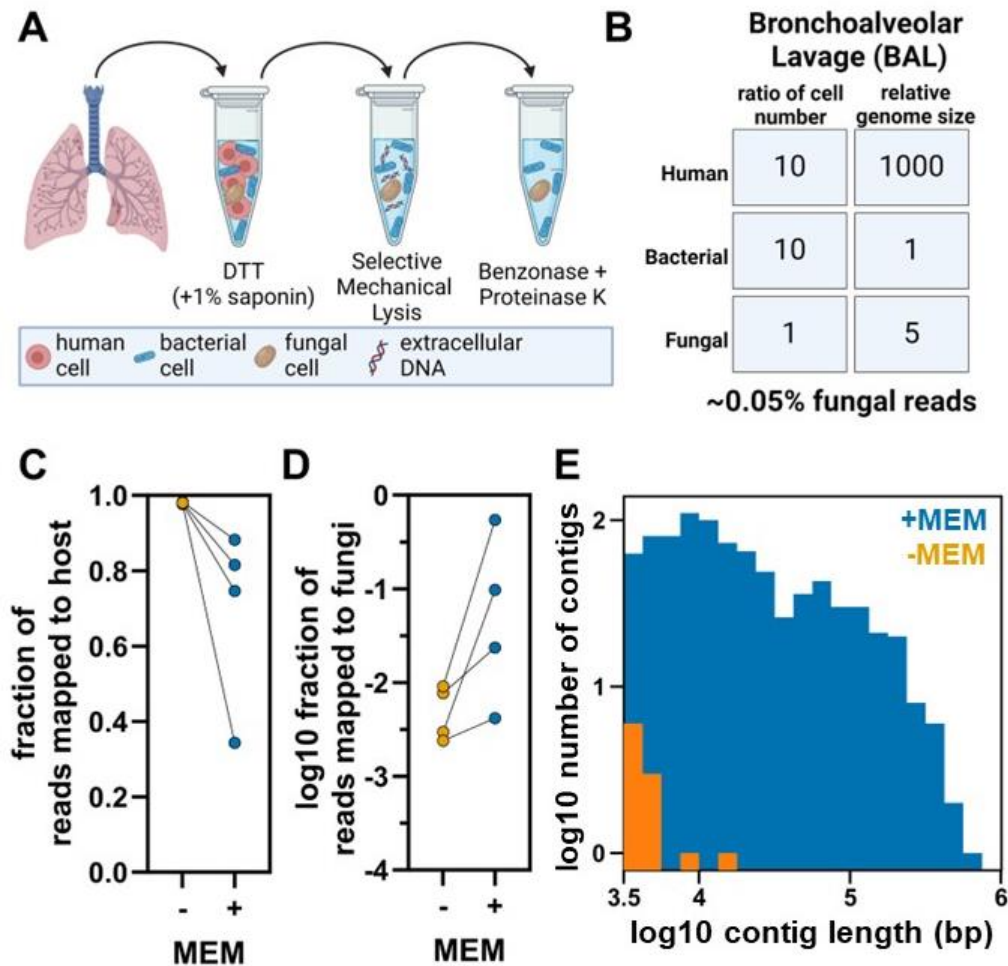 A
DTT
(+1% saponin)
Selective
Mechanical
Lysis
Benzonase +
Proteinase K
human
cell
bacterial
cell
fungal
cell
extracellular
DNA
B
Bronchoalveolar
Lavage (BAL)
ratio of cell
number
relative
genome size
Human
10
1000
Bacterial
10
1
Fungal
1
5
~0.05% fungal reads
C
fraction of
reads mapped to host
1.0
0.8
0.6
0.4
0.2
0.0
-
+
MEM
D
log10 fraction of
reads mapped to fungi
0
-1
-2
-3
-4
-
+
MEM
E
log10 number of contigs
2
1
0
+MEM
-MEM
3.5
4
5
6
log10 contig length (bp)